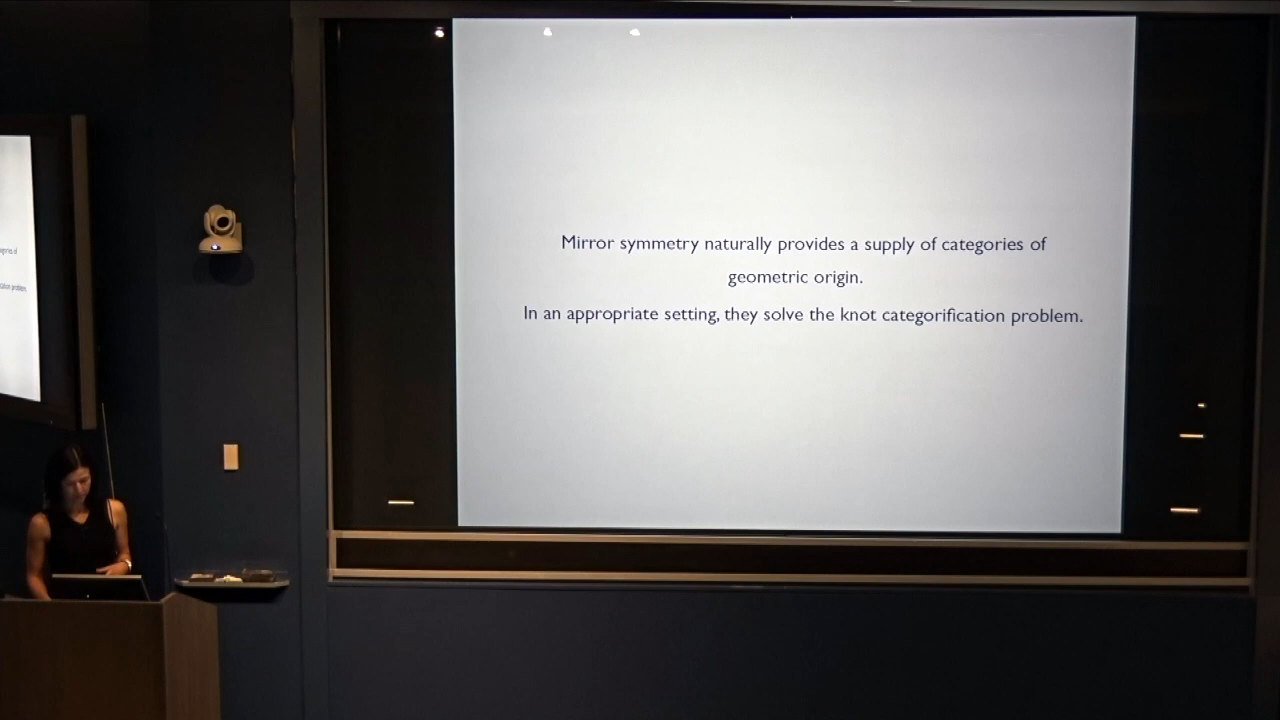 Mirror symmetry naturally provides a supply of categories of
geometric origin.
In an appropriate setting, they solve the knot categorification problem.